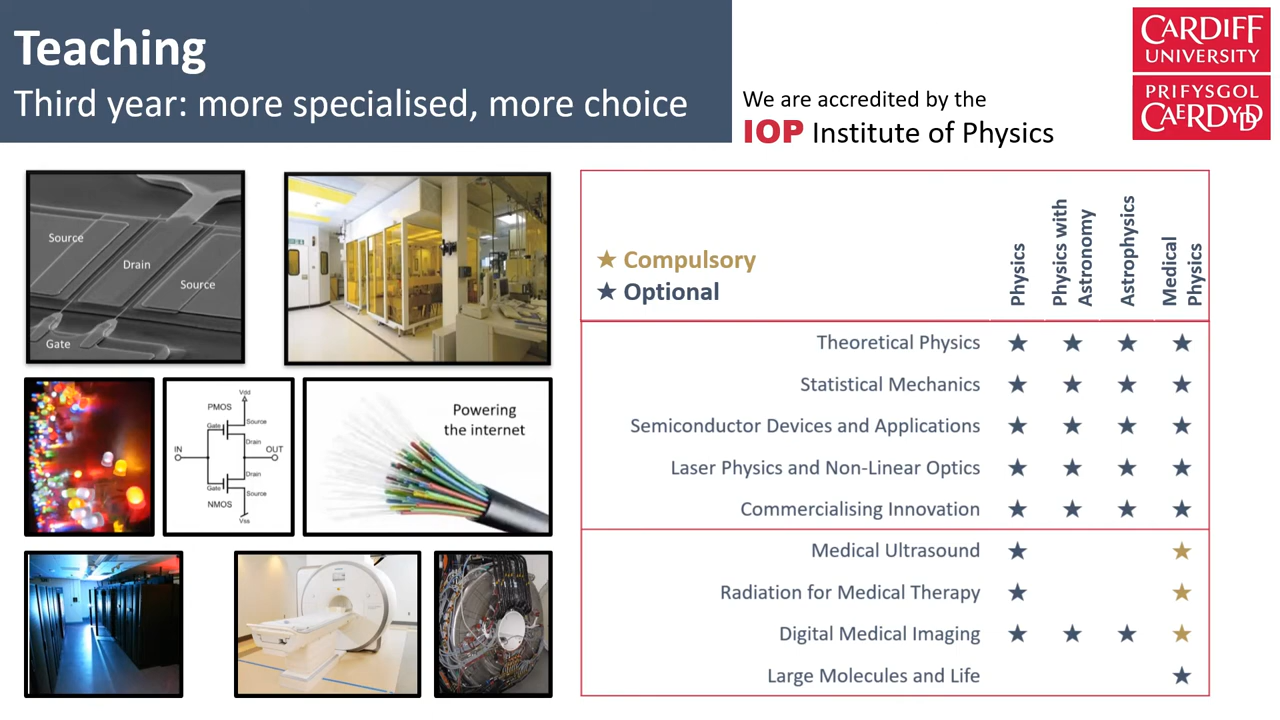 Teaching
Third year: more specialised, more choice
We are accredited by the
IOP Institute of Physics
CARDIFF
UNIVERSITY
PRIFYSGOL
CAERDYDD
Source
Drain
Source
Gate
Vdd
PMOS
Source
Gate
Drain
IN
OUT
Drain
Gate
Source
NMOS
Vss
Powering
the internet
★ Compulsory
★ Optional
Physics
Physics with
Astronomy
Astrophysics
Medical
Physics
Theoretical Physics ★ ★ ★ ★
Statistical Mechanics ★ ★ ★ ★
Semiconductor Devices and Applications ★ ★ ★ ★
Laser Physics and Non-Linear Optics ★ ★ ★ ★
Commercialising Innovation ★ ★ ★ ★
Medical Ultrasound ★ ★
Radiation for Medical Therapy ★ ★
Digital Medical Imaging ★ ★ ★ ★
Large Molecules and Life ★